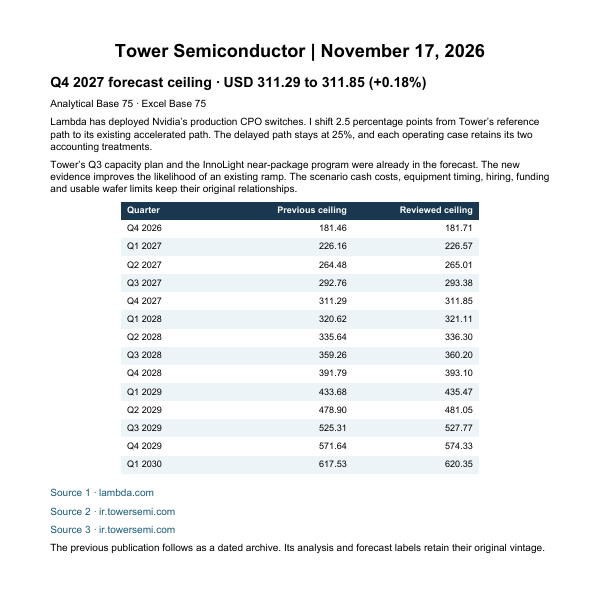 Tower Semiconductor | November 17, 2026
Q4 2027 forecast ceiling · USD 311.29 to 311.85 (+0.18%)
Analytical Base 75 · Excel Base 75
Lambda has deployed Nvidia's production CPO switches. I shift 2.5 percentage points from Tower's reference
path to its existing accelerated path. The delayed path stays at 25%, and each operating case retains its two
accounting treatments.
Tower's Q3 capacity plan and the InnoLight near-package program were already in the forecast. The new
evidence improves the likelihood of an existing ramp. The scenario cash costs, equipment timing, hiring, funding
and usable wafer limits keep their original relationships.
Quarter Previous ceiling Reviewed ceiling
Q4 2026 181.46 181.71
Q1 2027 226.16 226.57
Q2 2027 264.48 265.01
Q3 2027 292.76 293.38
Q4 2027 311.29 311.85
Q1 2028 320.62 321.11
Q2 2028 335.64 336.30
Q3 2028 359.26 360.20
Q4 2028 391.79 393.10
Q1 2029 433.68 435.47
Q2 2029 478.90 481.05
Q3 2029 525.31 527.77
Q4 2029 571.64 574.33
Q1 2030 617.53 620.35
Source 1 · lambda.com
Source 2 · ir.towersemi.com
Source 3 · ir.towersemi.com
The previous publication follows as a dated archive. Its analysis and forecast labels retain their original vintage.